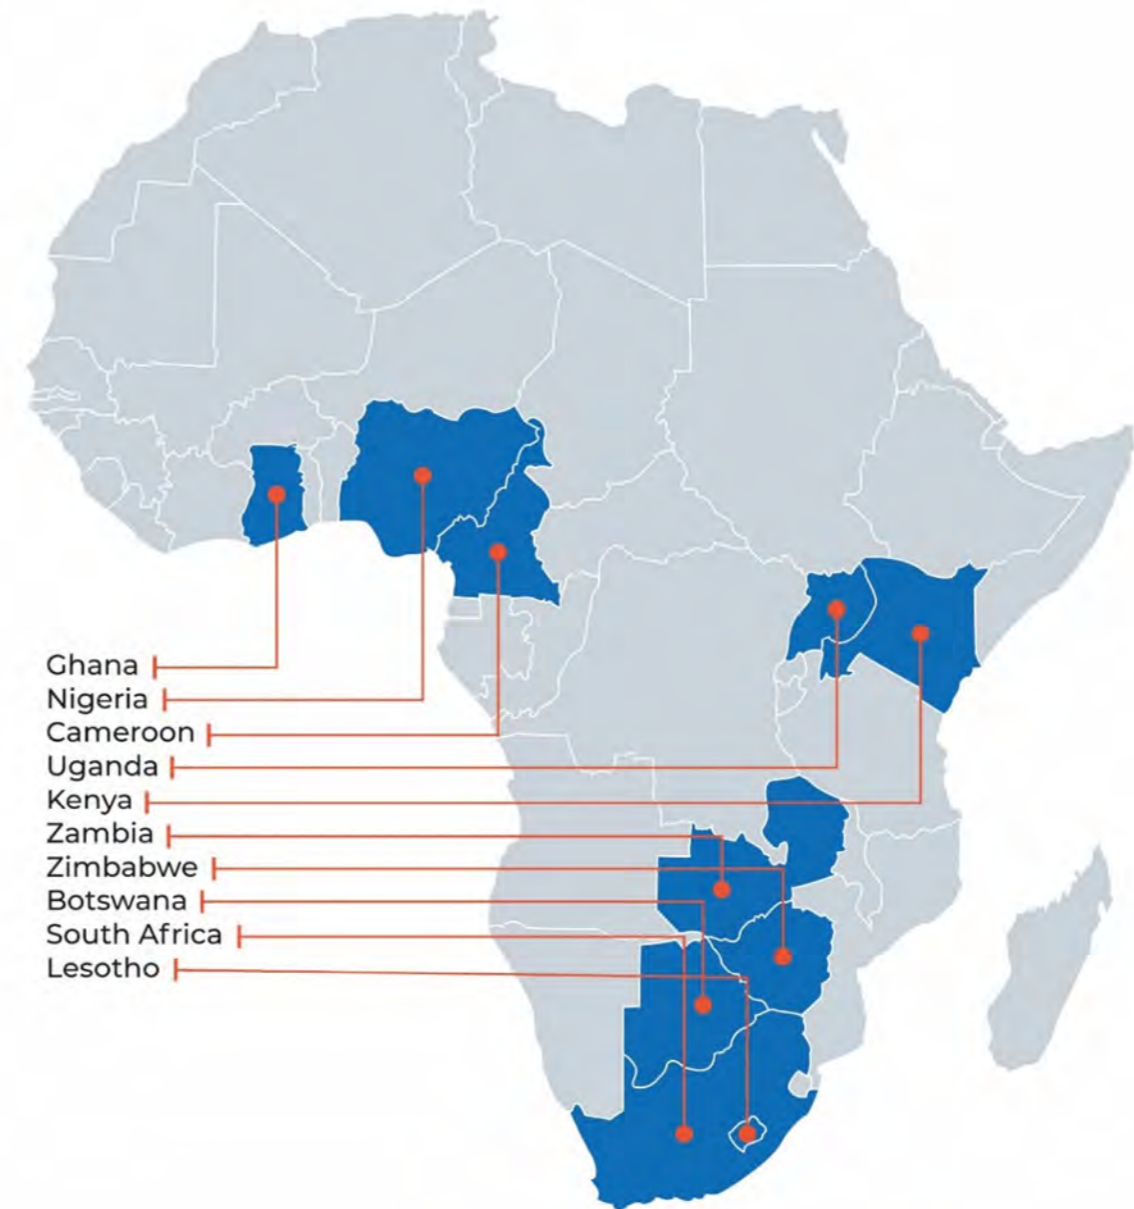 Ghana
Nigeria
Cameroon
Uganda
Kenya
Zambia
Zimbabwe
Botswana
South Africa
Lesotho